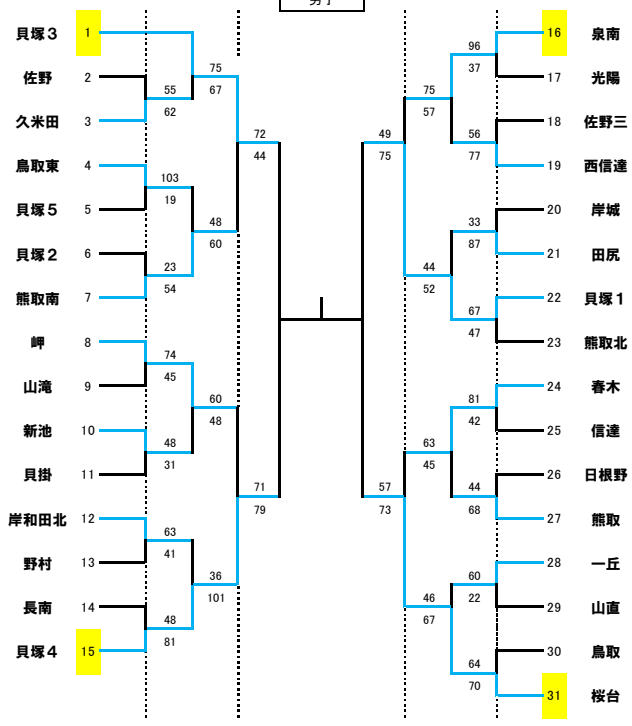 男子
貝塚3 1
佐野 2
久米田 3
鳥取東 4
貝塚5 5
貝塚2 6
熊取南 7
岬 8
山滝 9
新池 10
貝掛 11
岸和田北 12
野村 13
長南 14
貝塚4 15
55
62
103
19
23
54
74
45
48
31
63
41
48
81
75
67
48
60
60
48
36
101
72
44
71
79
49
75
57
73
75
57
44
52
63
45
46
67
96
37
56
77
33
87
67
47
81
42
44
68
60
22
64
70
16 泉南
17 光陽
18 佐野三
19 西信達
20 岸城
21 田尻
22 貝塚1
23 熊取北
24 春木
25 信達
26 日根野
27 熊取
28 一丘
29 山直
30 鳥取
31 桜台